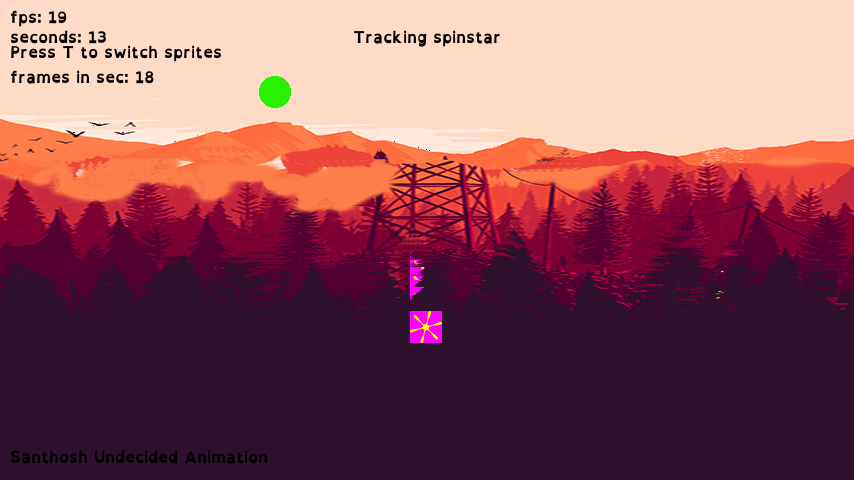 fps: 19
seconds: 13
Press T to switch sprites
frames in sec: 18
Tracking spinstar
Santhosh Undecided Animation